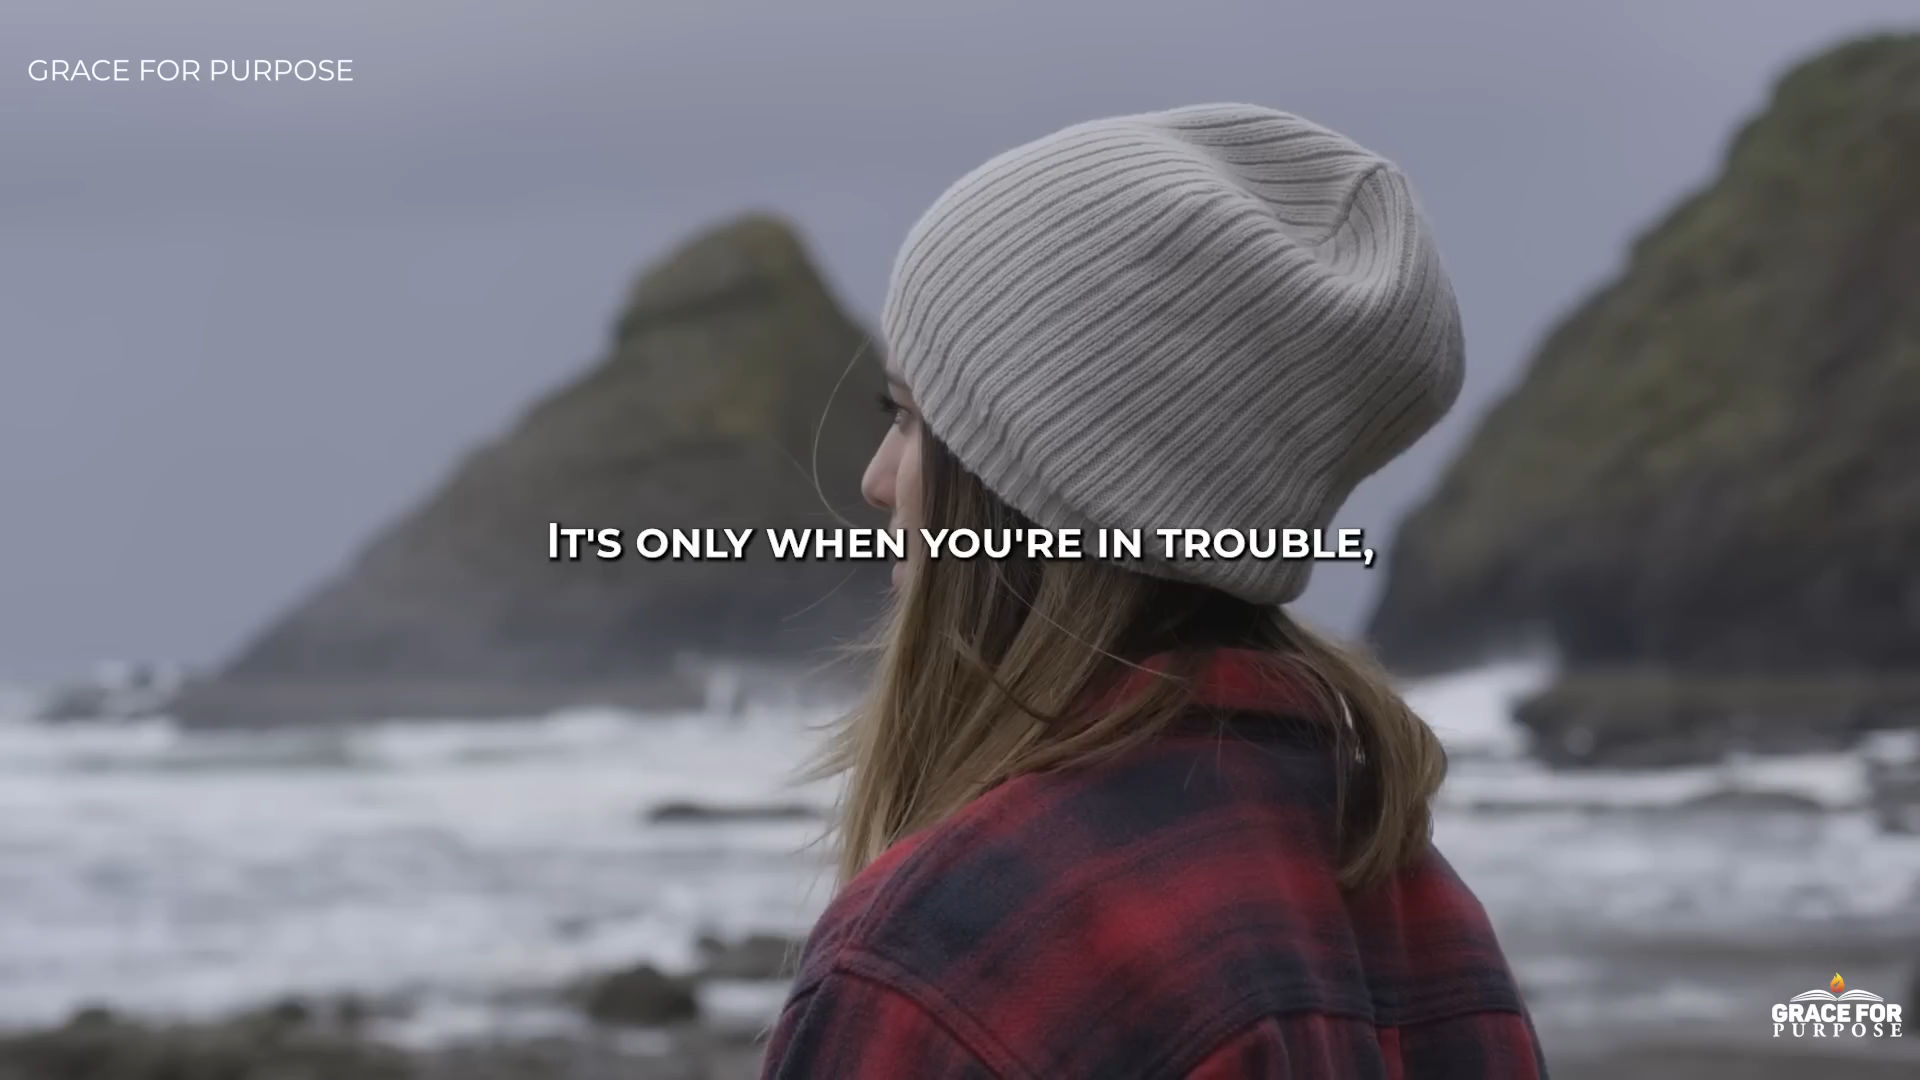 GRACE FOR PURPOSE
IT'S ONLY WHEN YOU'RE IN TROUBLE,
GRACE FOR
PURPOSE